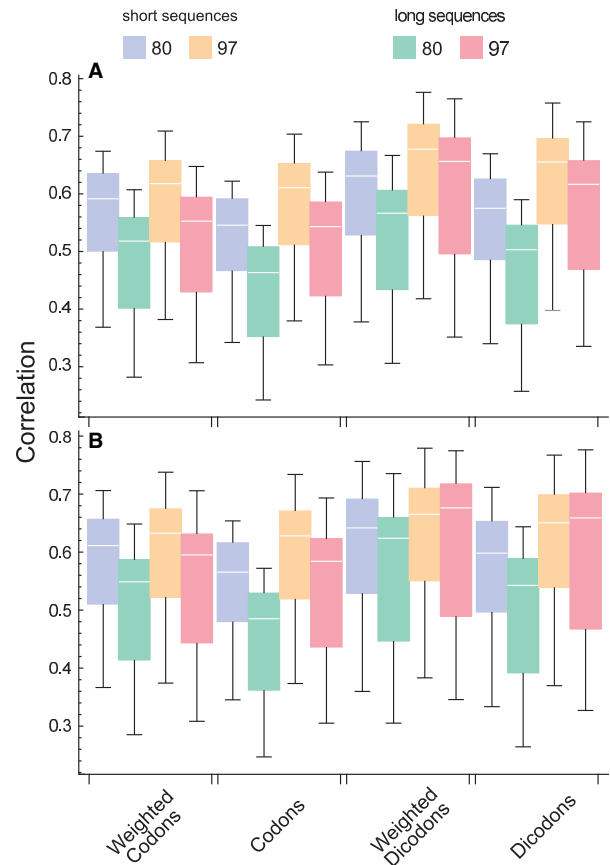 short sequences
long sequences
80
97
80
97
A
0.8
0.7
0.6
0.5
0.4
0.3
Correlation
B
0.8
0.7
0.6
0.5
0.4
0.3
Weighted
Codons
Codons
Weighted
Dicodons
Dicodons